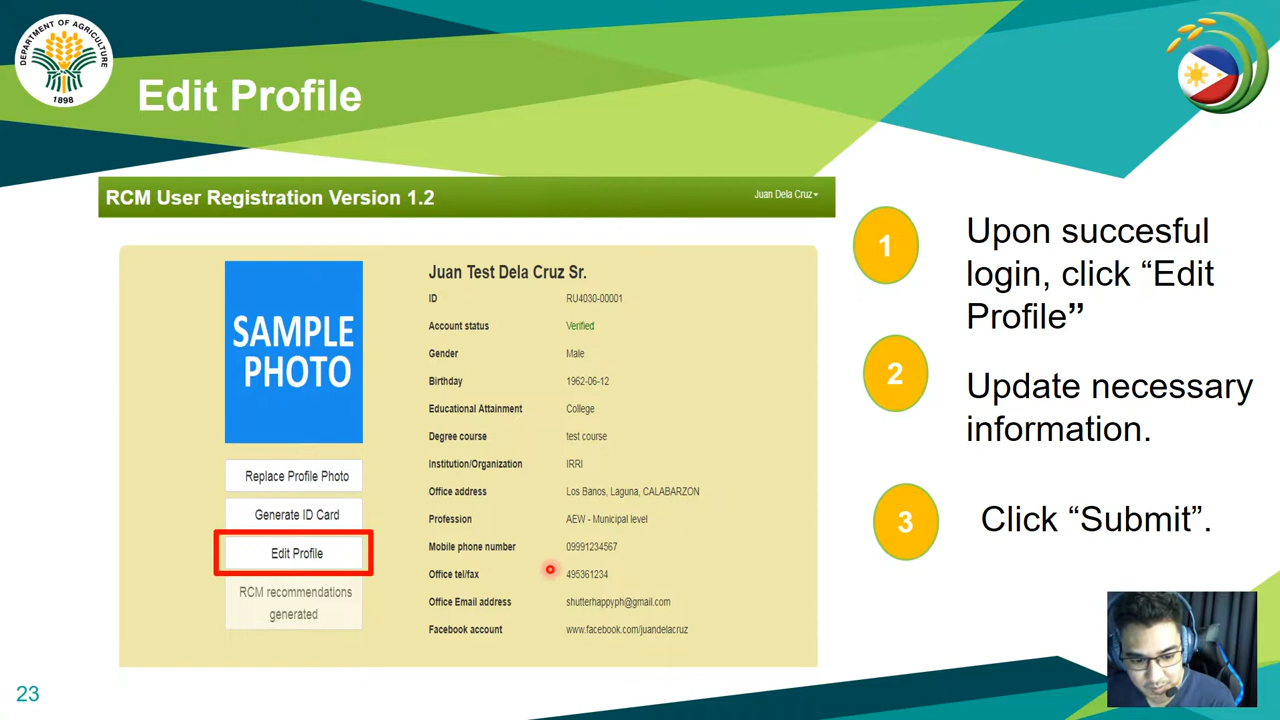 DEPARTMENT OF AGRICULTURE
1898
Edit Profile
RCM User Registration Version 1.2
Juan Dela Cruz
SAMPLE
PHOTO
Replace Profile Photo
Generate ID Card
Edit Profile
RCM recommendations
generated
Juan Test Dela Cruz Sr.
ID RU4030-00001
Account status Verified
Gender Male
Birthday 1962-06-12
Educational Attainment College
Degree course test course
Institution/Organization IRRI
Office address Los Banos, Laguna, CALABARZON
Profession AEW - Municipal level
Mobile phone number 09991234567
Office tel/fax 495361234
Office Email address shutterhappyph@gmail.com
Facebook account www.facebook.com/juandelacruz
1
Upon succesful
login, click “Edit
Profile”
2
Update necessary
information.
3
Click “Submit”.
23